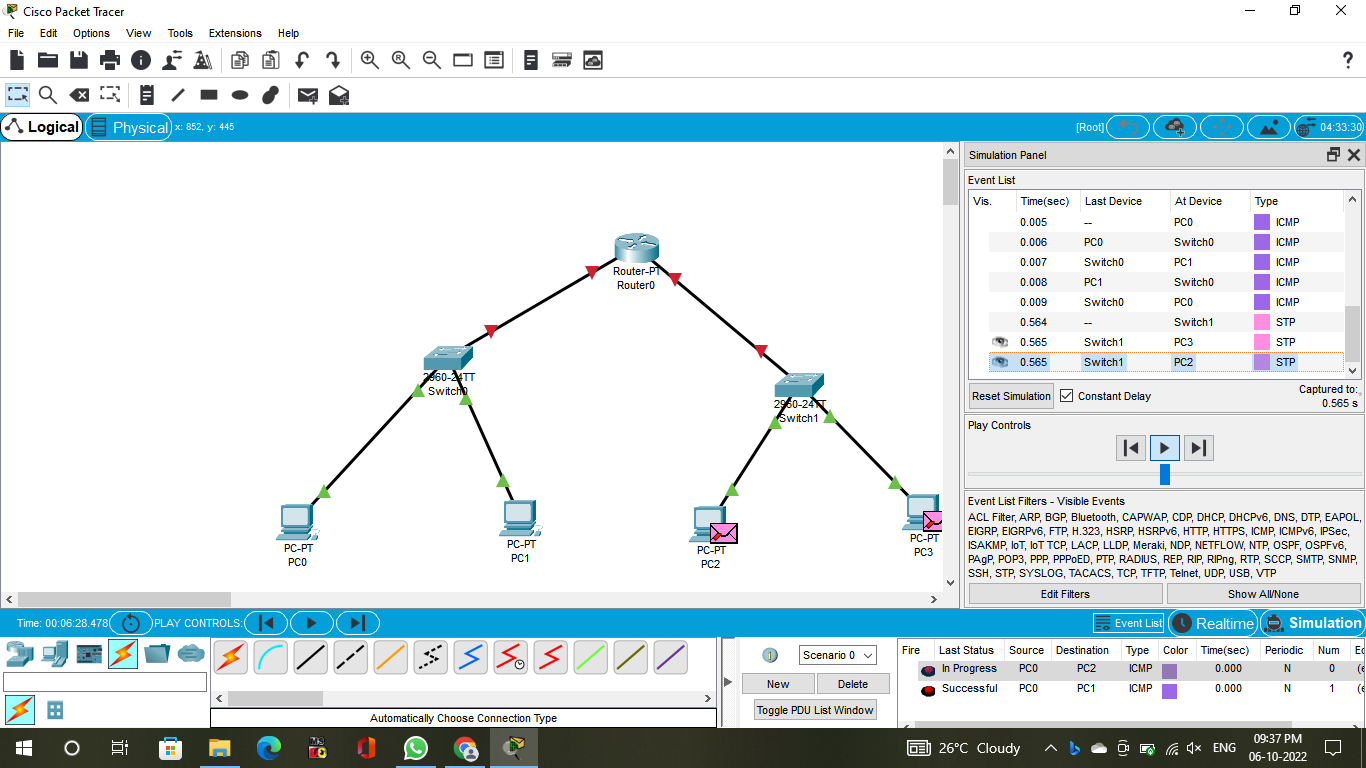 Cisco Packet Tracer
File Edit Options View Tools Extensions Help
?
Logical Physical x: 852, y: 445 [Root] 04:33:30
Simulation Panel
Event List
Vis. Time(sec) Last Device At Device Type
0.005 -- PC0 ICMP
0.006 PC0 Switch0 ICMP
0.007 Switch0 PC1 ICMP
0.008 PC1 Switch0 ICMP
0.009 Switch0 PC0 ICMP
0.564 -- Switch1 STP
0.565 Switch1 PC3 STP
0.565 Switch1 PC2 STP
Reset Simulation Constant Delay Captured to:
0.565 s
Play Controls
Event List Filters - Visible Events
ACL Filter, ARP, BGP, Bluetooth, CAPWAP, CDP, DHCP, DHCPv6, DNS, DTP, EAPOL,
EIGRP, EIGRPv6, FTP, H.323, HSRP, HSRPv6, HTTP, HTTPS, ICMP, ICMPv6, IPSec,
ISAKMP, IoT, IoT TCP, LACP, LLDP, Meraki, NDP, NETFLOW, NTP, OSPF, OSPFv6,
PAgP, POP3, PPP, PPPoED, PTP, RADIUS, REP, RIP, RIPng, RTP, SCCP, SMTP, SNMP,
SSH, STP, SYSLOG, TACACS, TCP, TFTP, Telnet, UDP, USB, VTP
Edit Filters Show All/None
Router-PT
Router0
2960-24TT
Switch0
2960-24TT
Switch1
PC-PT
PC0
PC-PT
PC1
PC-PT
PC2
PC-PT
PC3
Time: 00:06:28.478 PLAY CONTROLS: Event List Realtime Simulation
Scenario 0
New Delete
Toggle PDU List Window
Automatically Choose Connection Type
Fire Last Status Source Destination Type Color Time(sec) Periodic Num Ec
In Progress PC0 PC2 ICMP 0.000 N 0 (e
Successful PC0 PC1 ICMP 0.000 N 1 (e
26°C Cloudy ENG 09:37 PM
06-10-2022